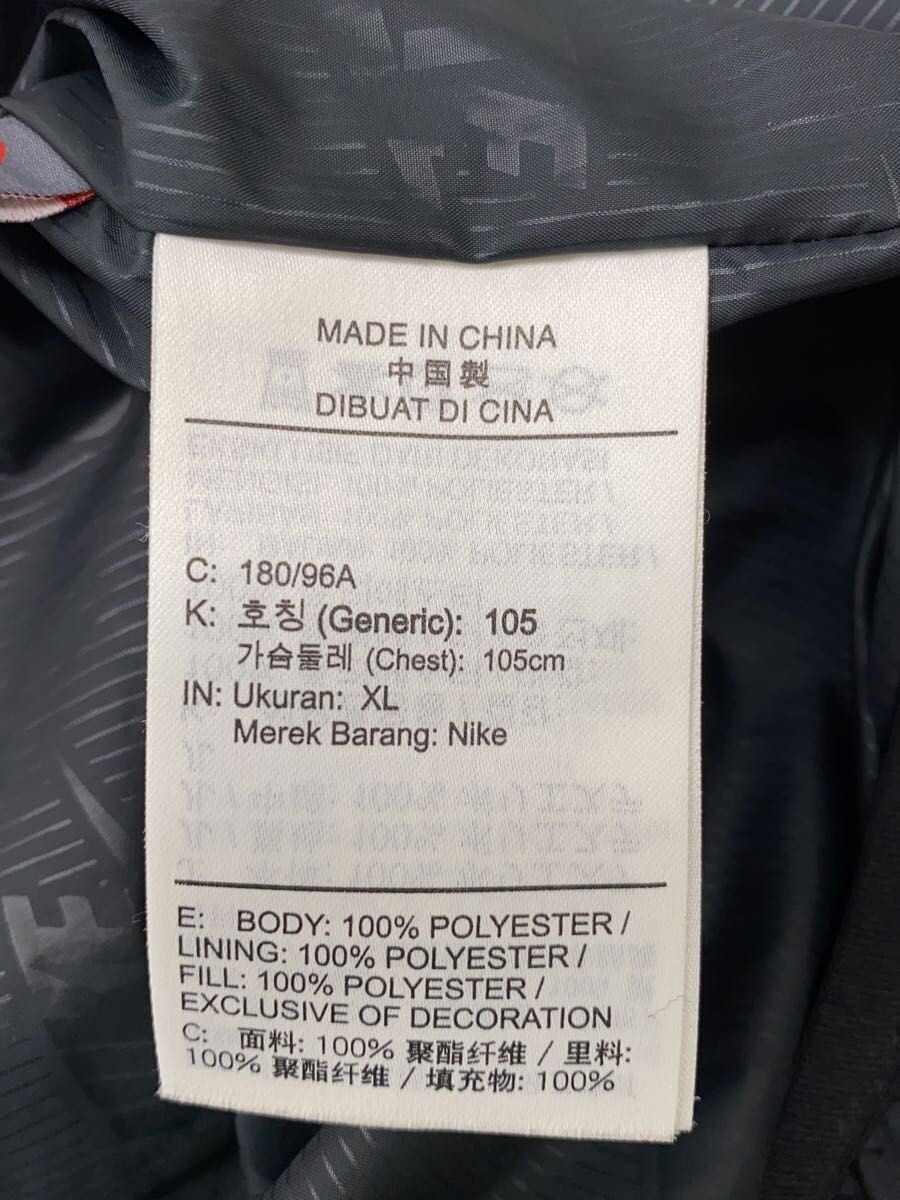 MADE IN CHINA
中国製
DIBUAT DI CINA
C: 180/96A
K: 호칭 (Generic): 105
가슴둘레 (Chest): 105cm
IN: Ukuran: XL
Merek Barang: Nike
E: BODY: 100% POLYESTER /
LINING: 100% POLYESTER /
FILL: 100% POLYESTER /
EXCLUSIVE OF DECORATION
C: 面料: 100% 聚酯纤维 / 里料:
100% 聚酯纤维 / 填充物: 100%